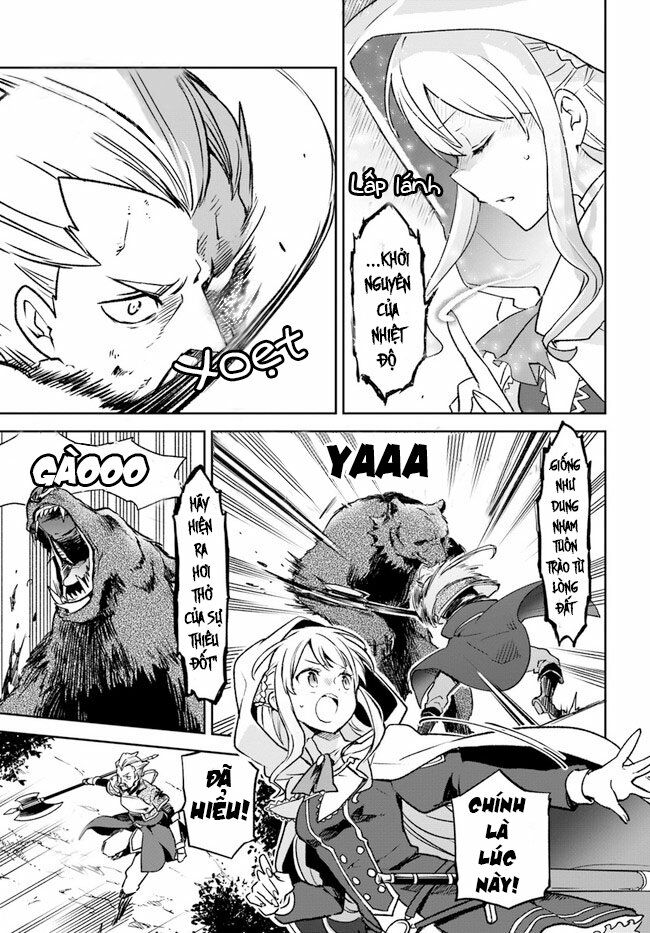 Lấp lánh
...KHỞI
NGUYÊN
CỦA
NHIỆT
ĐỘ
Xoẹt
GIỐNG
NHƯ
DUNG
NHAM
TUÔN
TRÀO TỪ
LÒNG
ĐẤT
YAAA
HÃY
HIỆN
RA
HƠI
THỞ
CỦA SỰ
THIÊU
ĐỐT"
GÀOOO
CHÍNH
LÀ
LÚC
NÀY!
ĐÃ
HIỂU!